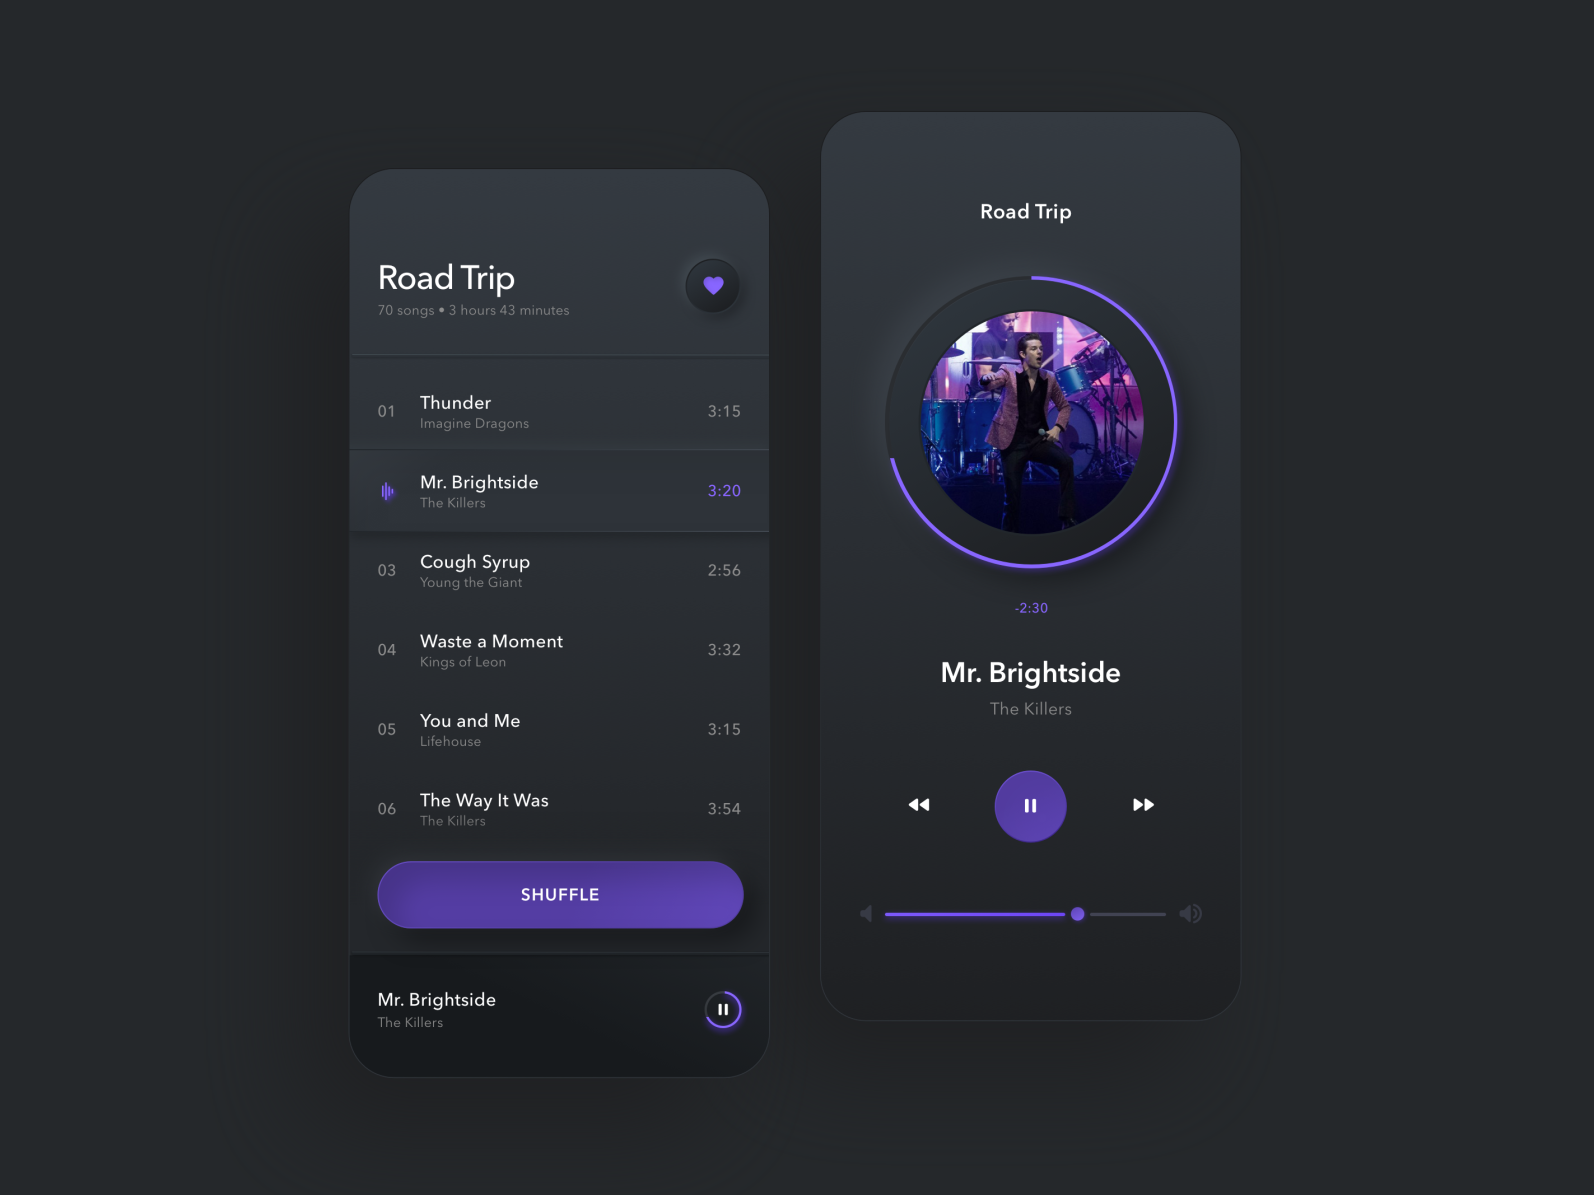 Road Trip
70 songs • 3 hours 43 minutes
01
Thunder
Imagine Dragons
3:15
Mr. Brightside
The Killers
3:20
03
Cough Syrup
Young the Giant
2:56
04
Waste a Moment
Kings of Leon
3:32
05
You and Me
Lifehouse
3:15
06
The Way It Was
The Killers
3:54
SHUFFLE
Mr. Brightside
The Killers
Road Trip
-2:30
Mr. Brightside
The Killers